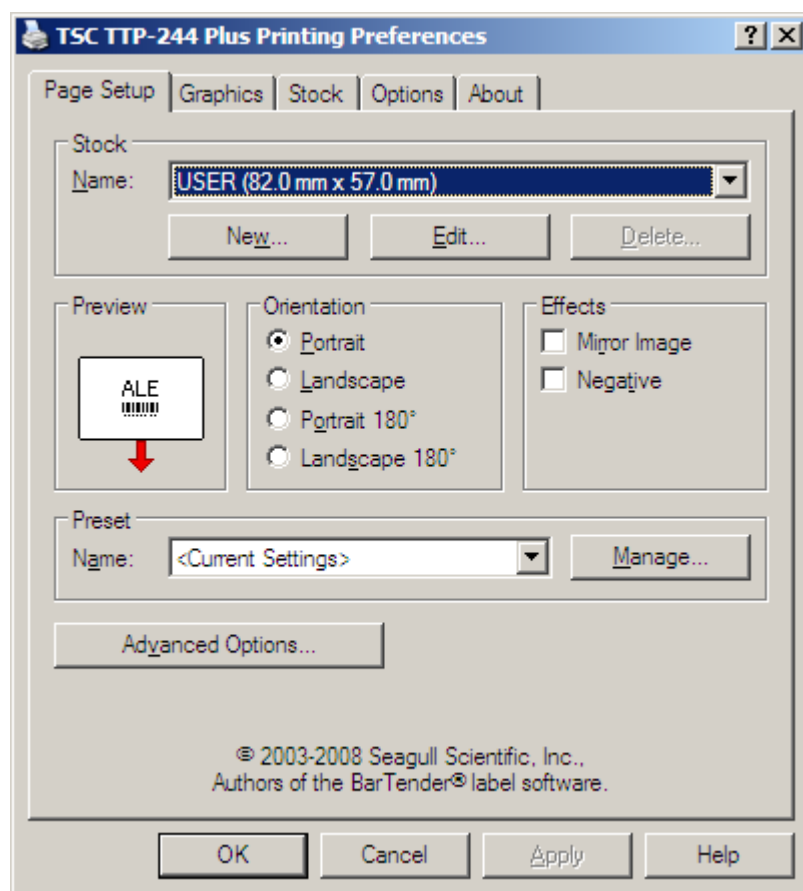 TSC TTP-244 Plus Printing Preferences
Page Setup Graphics Stock Options About
Stock
Name: USER (82.0 mm x 57.0 mm)
New... Edit... Delete...
Preview Orientation Effects
Portrait Mirror Image
ALE Landscape Negative
Portrait 180°
Landscape 180°
Preset
Name: <Current Settings> Manage...
Advanced Options...
© 2003-2008 Seagull Scientific, Inc.,
Authors of the BarTender® label software.
OK Cancel Apply Help